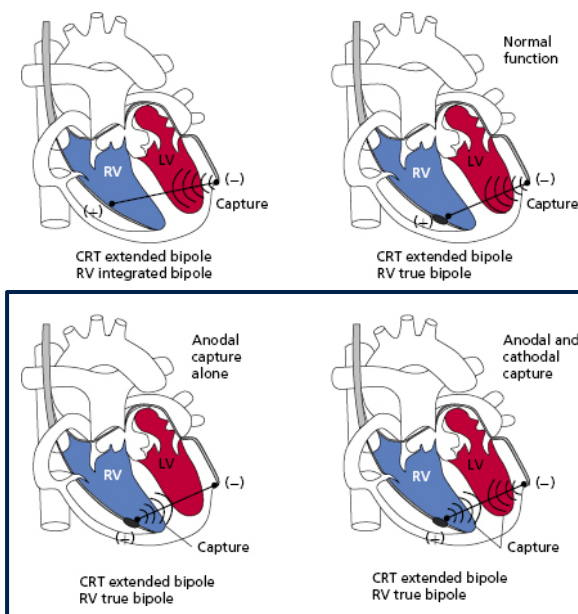 RV
LV
(−)
Capture
(+)
CRT extended bipole
RV integrated bipole
Normal
function
RV
LV
(−)
Capture
(+)
CRT extended bipole
RV true bipole
Anodal
capture
alone
RV
LV
(−)
(+)
Capture
CRT extended bipole
RV true bipole
Anodal and
cathodal
capture
RV
LV
(−)
(+)
Capture
CRT extended bipole
RV true bipole